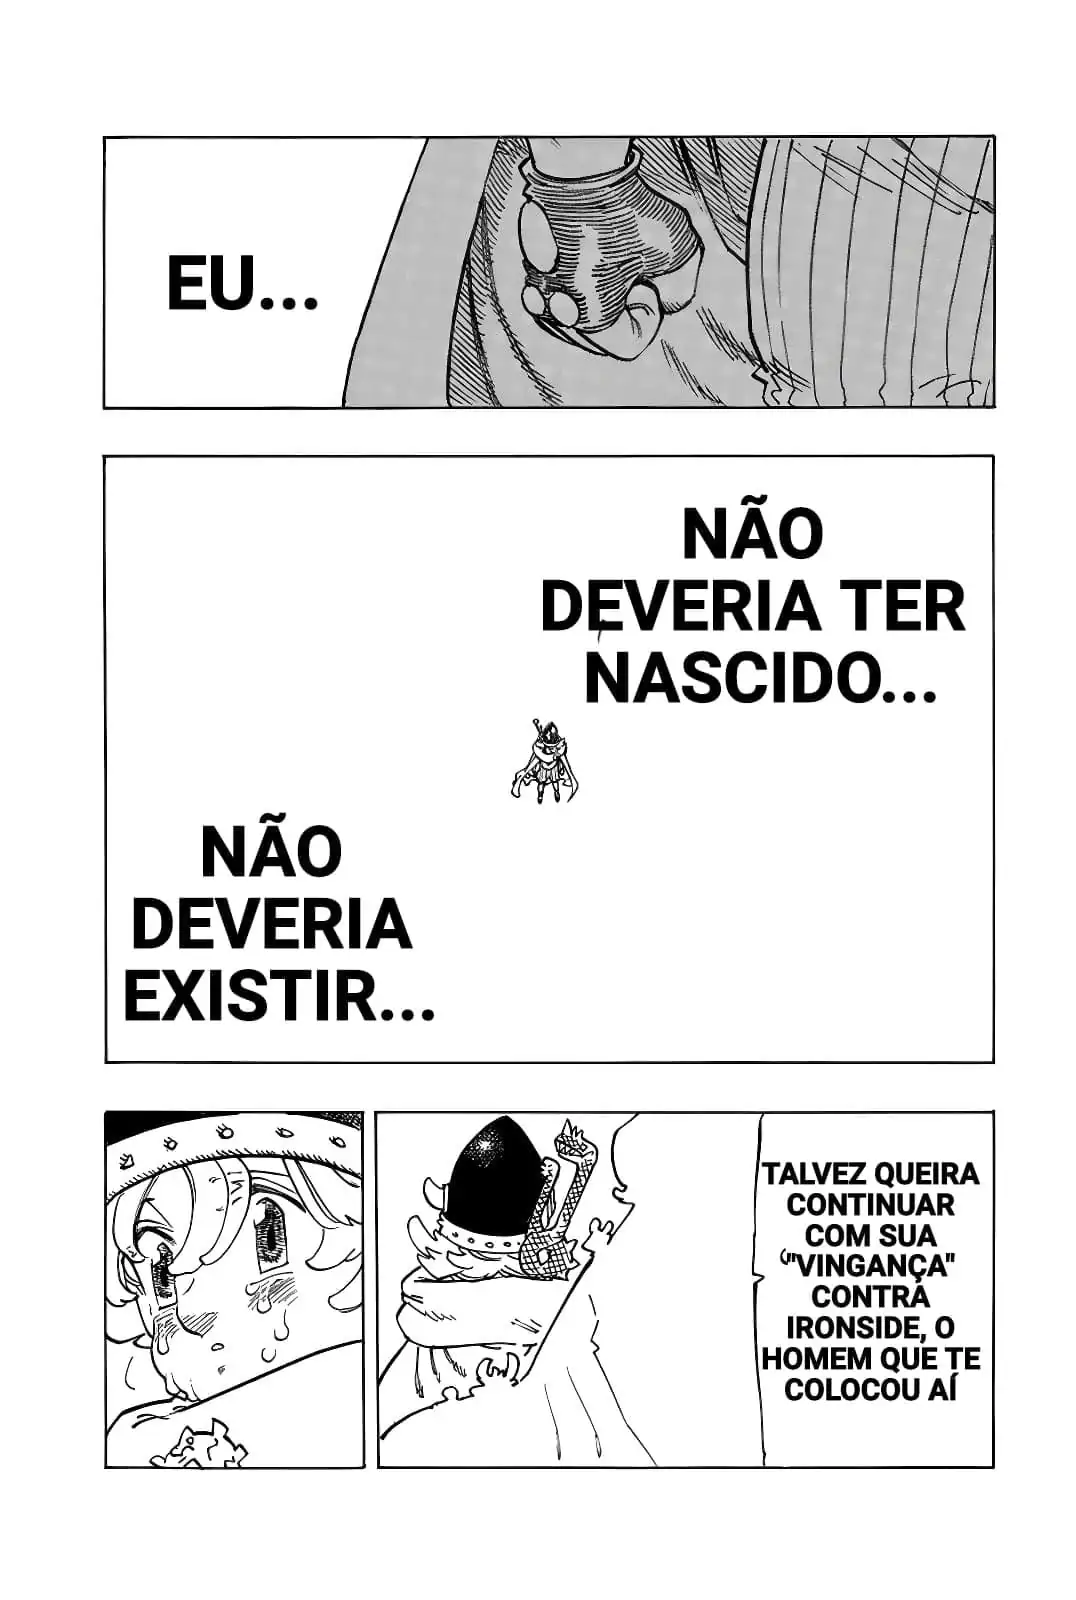 EU...
NÃO
DEVERIA TER
NASCIDO...
NÃO
DEVERIA
EXISTIR...
TALVEZ QUEIRA
CONTINUAR
COM SUA
"VINGANÇA"
CONTRA
IRONSIDE, O
HOMEM QUE TE
COLOCOU AÍ